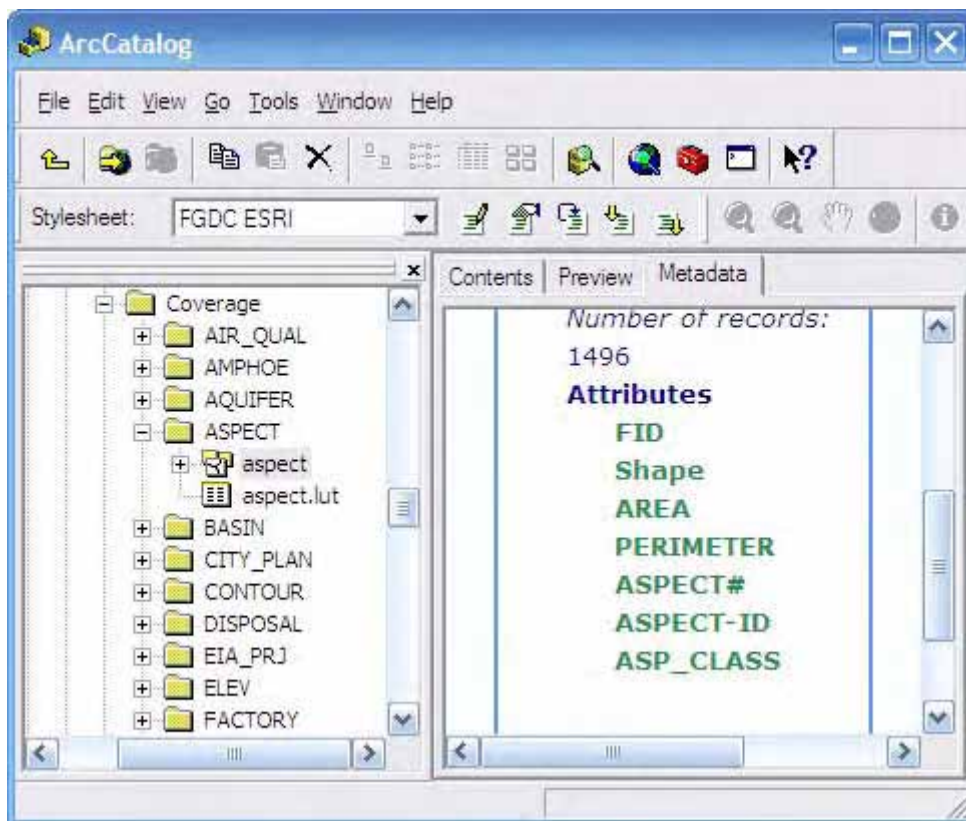 ArcCatalog
File Edit View Go Tools Window Help
Stylesheet: FGDC ESRI
Coverage
AIR_QUAL
AMPHOE
AQUIFER
ASPECT
aspect
aspect.lut
BASIN
CITY_PLAN
CONTOUR
DISPOSAL
EIA_PRJ
ELEV
FACTORY
Contents Preview Metadata
Number of records:
1496
Attributes
FID
Shape
AREA
PERIMETER
ASPECT#
ASPECT-ID
ASP_CLASS